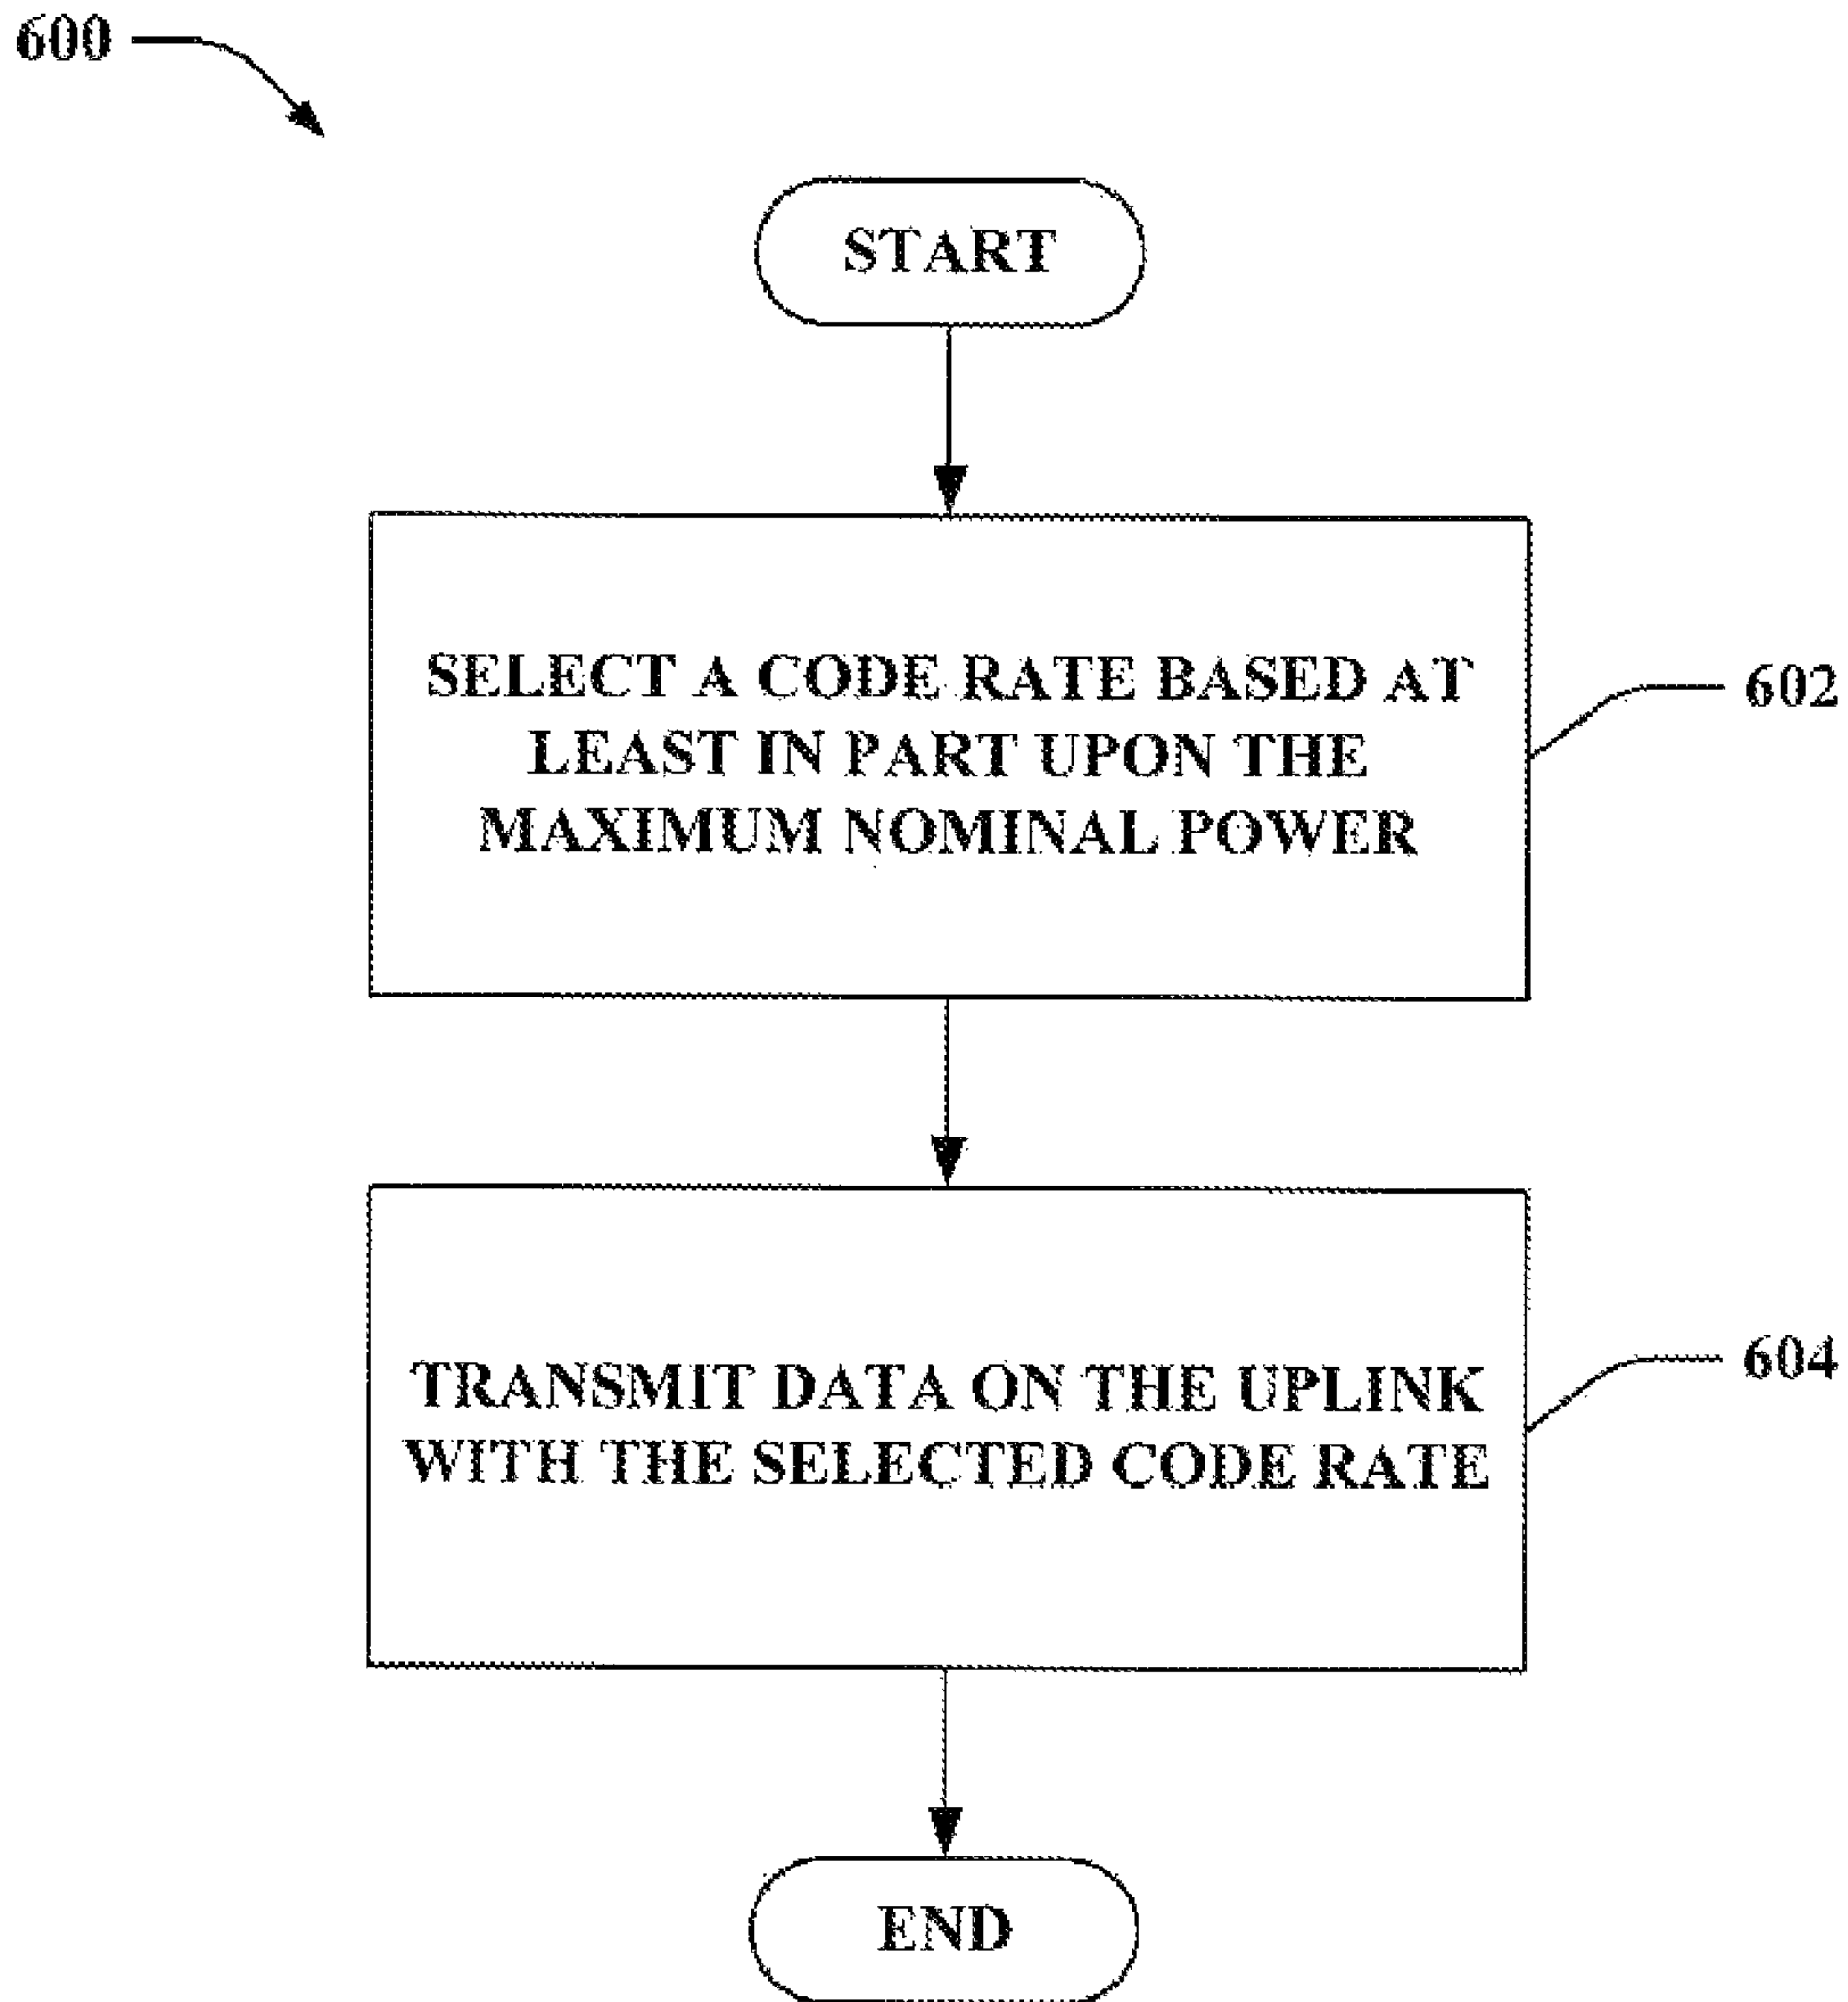 600
START
SELECT A CODE RATE BASED AT
LEAST IN PART UPON THE
MAXIMUM NOMINAL POWER
602
TRANSMIT DATA ON THE UPLINK
WITH THE SELECTED CODE RATE
604
END